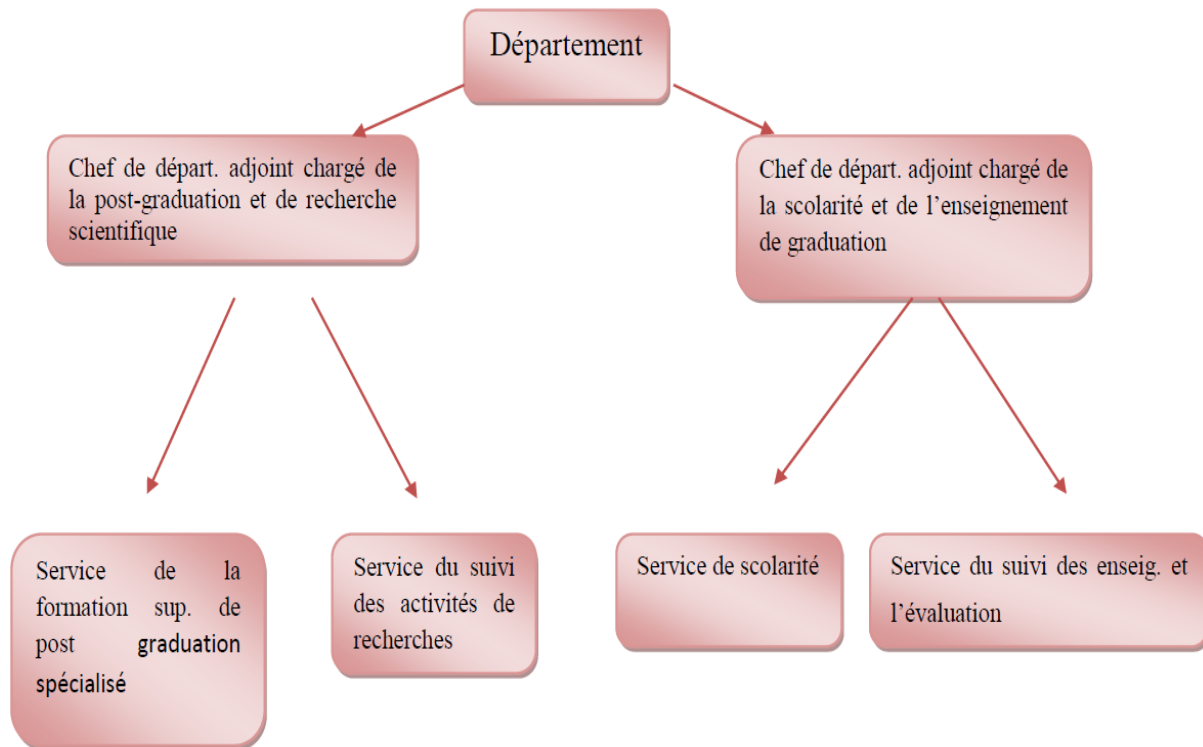 Département
Chef de départ. adjoint chargé de
la post-graduation et de recherche
scientifique
Chef de départ. adjoint chargé de
la scolarité et de l’enseignement
de graduation
Service de la
formation sup. de
post graduation
spécialisé
Service du suivi
des activités de
recherches
Service de scolarité
Service du suivi des enseig. et
l’évaluation